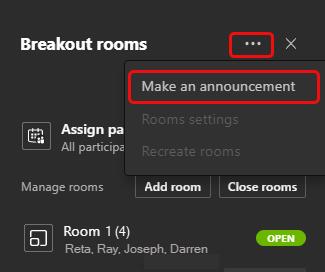 Breakout rooms
Make an announcement
Rooms settings
Recreate rooms
Assign pa
All participa
Manage rooms Add room Close rooms
Room 1 (4) OPEN
Reta, Ray, Joseph, Darren